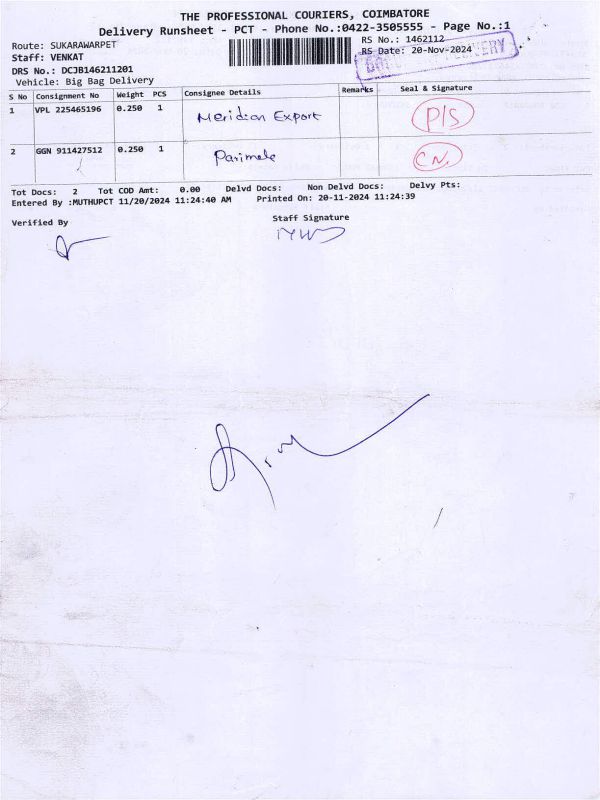 THE PROFESSIONAL COURIERS, COIMBATORE
Delivery Runsheet - PCT - Phone No.:0422-3505555 - Page No.:1
Route: SUKARAWARPET
RS No.: 1462112
Staff: VENKAT
RS Date: 20-Nov-2024
DELIVERY
DRS No.: DCJB146211201
Vehicle: Big Bag Delivery
S No Consignment No Weight PCS Consignee Details Remarks Seal & Signature
1 VPL 225465196 0.250 1 Meridian Export P/S
2 GGN 911427512 0.250 1 Parimele CN.
Tot Docs: 2 Tot COD Amt: 0.00 Delvd Docs: Non Delvd Docs: Delvy Pts:
Entered By :MUTHUPCT 11/20/2024 11:24:40 AM Printed On: 20-11-2024 11:24:39
Verified By
Staff Signature